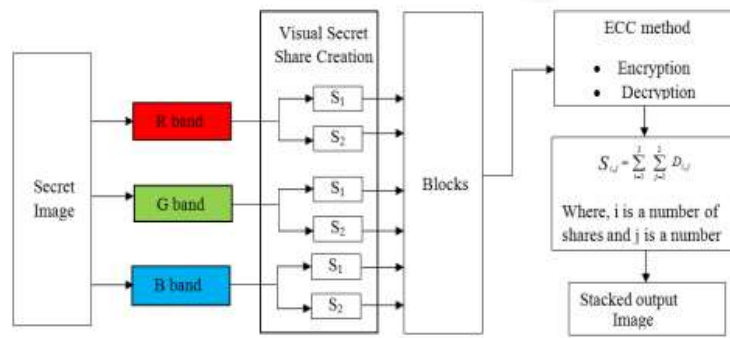 Secret
Image
R band
G band
B band
Visual Secret
Share Creation
S₁
S₂
S₁
S₂
S₁
S₂
Blocks
ECC method
• Encryption
• Decryption
S i,j = ∑ ∑ D i,j
Where, i is a number of
shares and j is a number
Stacked output
Image